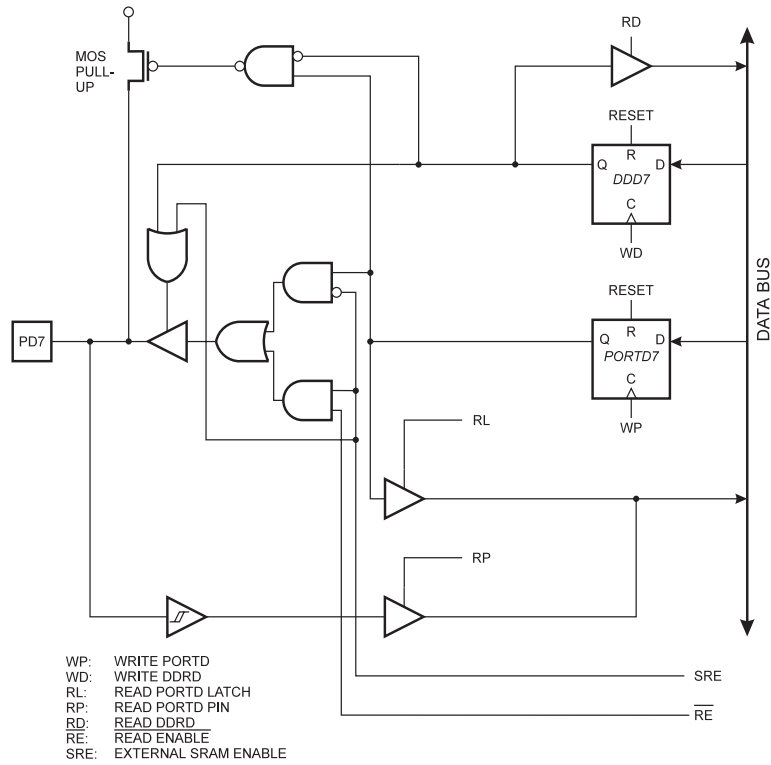 RD
MOS
PULL-
UP
RESET
R
Q
D
DDD7
C
WD
RESET
R
PD7
Q
D
PORTD7
C
WP
DATA BUS
RL
RP
WP: WRITE PORTD
WD: WRITE DDRD
RL: READ PORTD LATCH
RP: READ PORTD PIN
RD: READ DDRD
RE: READ ENABLE
SRE: EXTERNAL SRAM ENABLE
SRE
RE